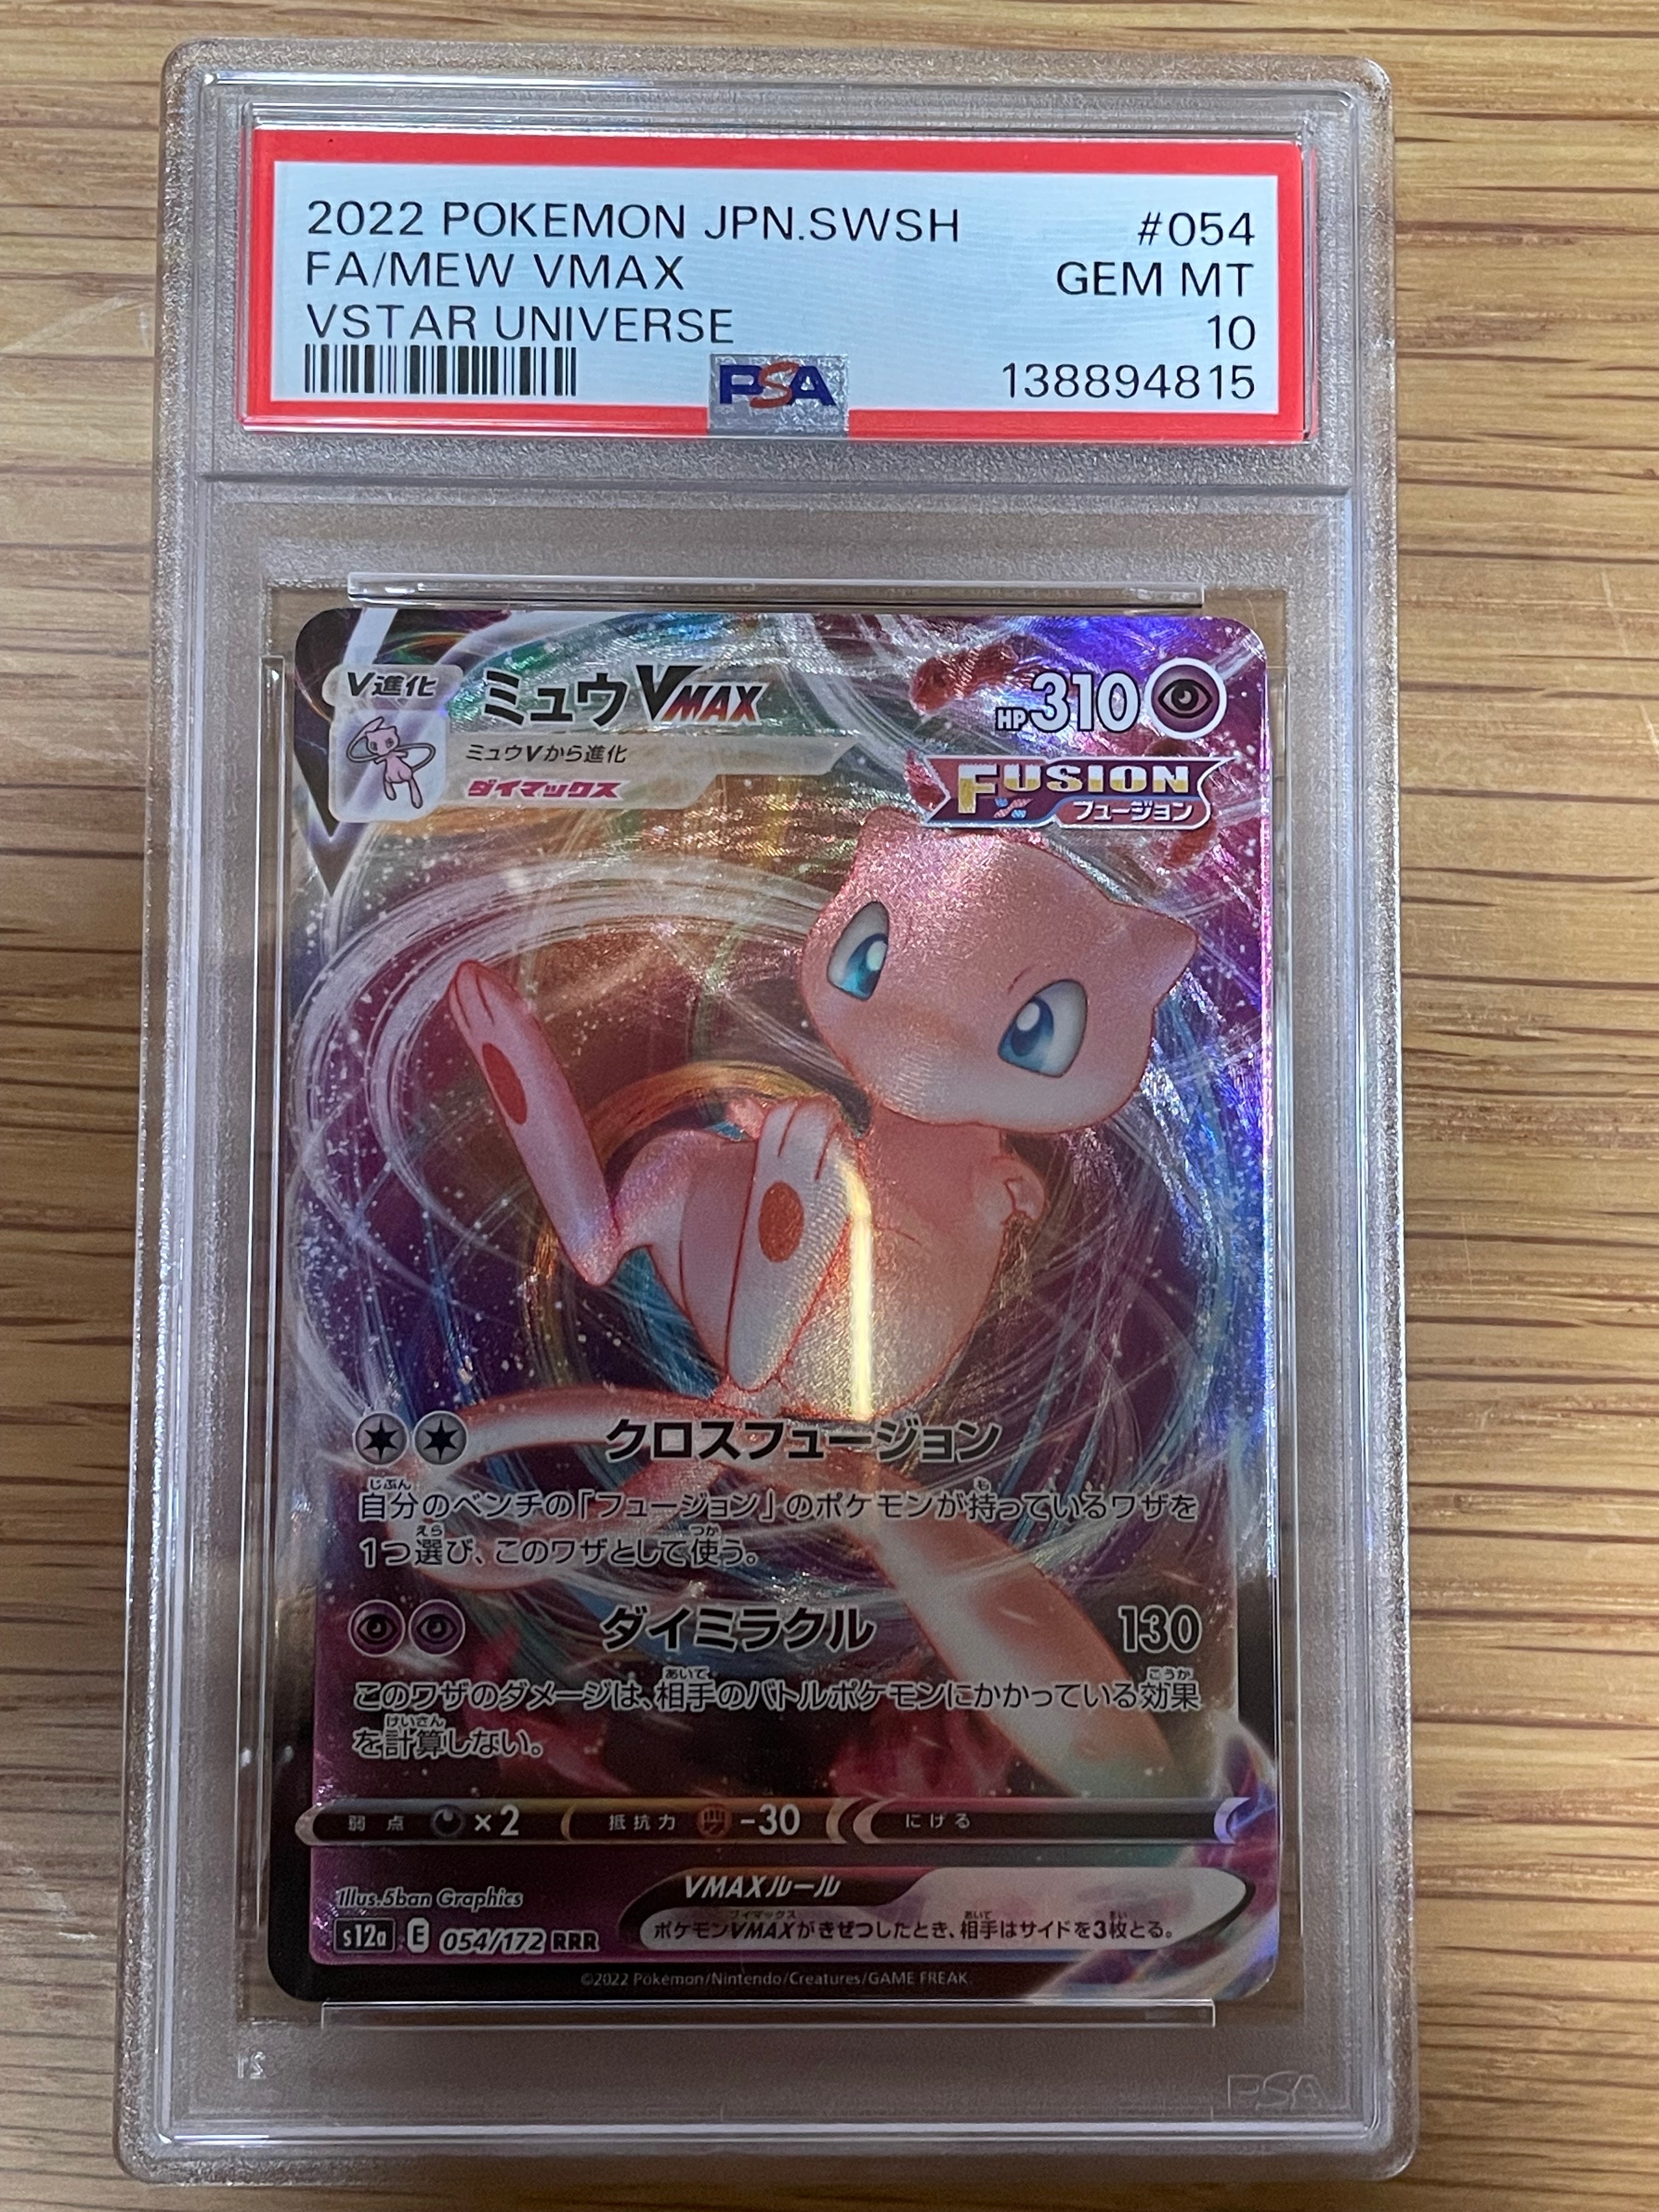 2022 POKEMON JPN.SWSH #054
FA/MEW VMAX GEM MT
VSTAR UNIVERSE 10
PSA 138894815
V進化 ミュウVMAX HP310
ミュウVから進化
ダイマックス
FUSION
フュージョン
クロスフュージョン
自分のベンチの「フュージョン」のポケモンが持っているワザを
1つ選び、このワザとして使う。
ダイミラクル 130
このワザのダメージは、相手のバトルポケモンにかかっている効果
を計算しない。
弱点 ×2 抵抗力 -30 にげる
Illus.5ban Graphics
VMAXルール
ポケモンVMAXがきぜつしたとき、相手はサイドを3枚とる。
s12a E 054/172 RRR
©2022 Pokémon/Nintendo/Creatures/GAME FREAK.
PSA